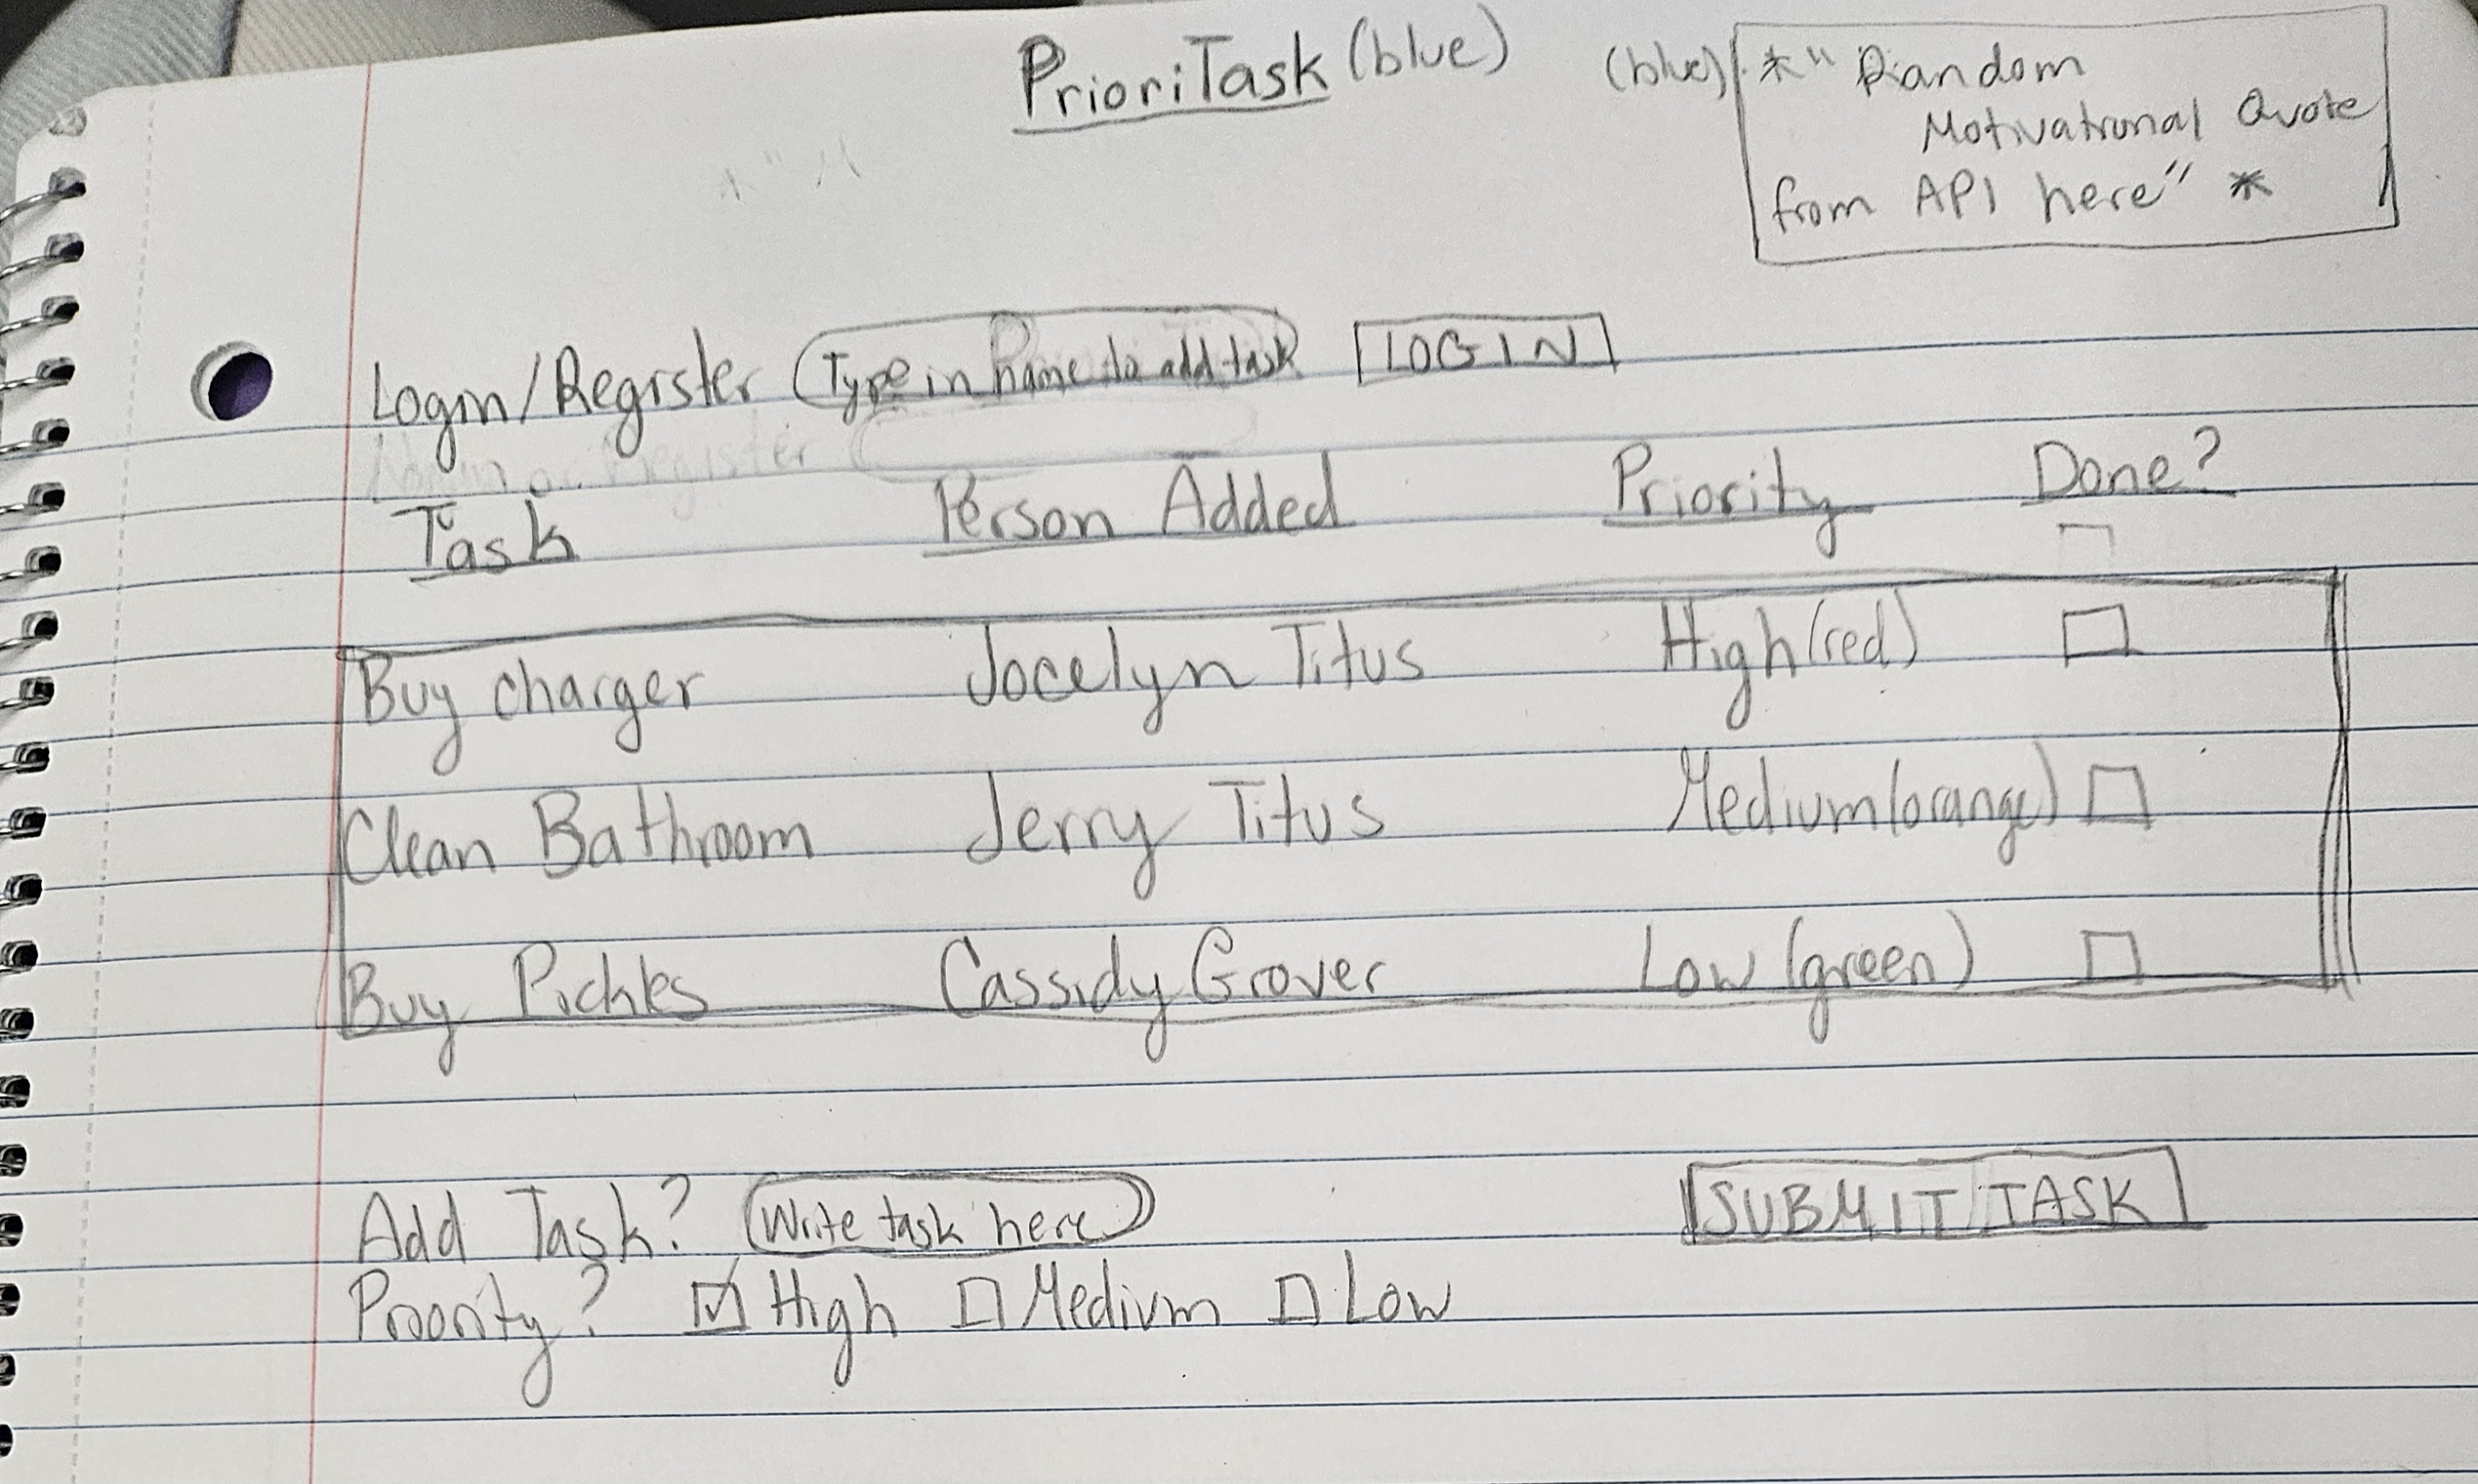 PrioriTask (blue)
(blue) *" Random
Motivational Quote
from API here" *
Login/Register Type in name to add task LOGIN
Task Person Added Priority Done?
Buy charger Jocelyn Titus High (red)
Clean Bathroom Jerry Titus Medium (orange)
Buy Pickles Cassidy Grover Low (green)
Add Task? Write task here SUBMIT TASK
Priority? High Medium Low